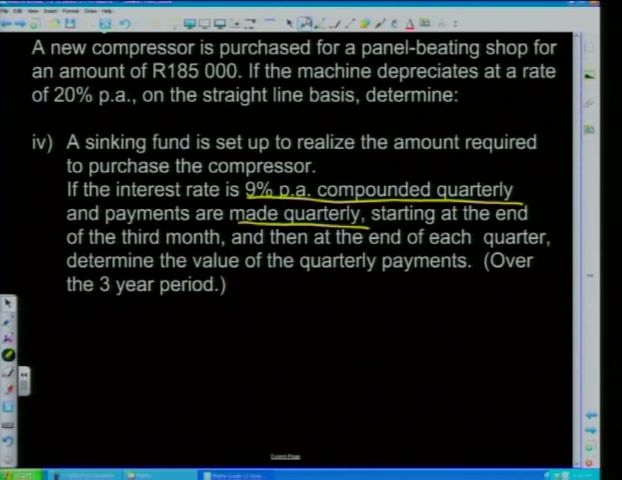 A new compressor is purchased for a panel-beating shop for
an amount of R185 000. If the machine depreciates at a rate
of 20% p.a., on the straight line basis, determine:
iv) A sinking fund is set up to realize the amount required
to purchase the compressor.
If the interest rate is 9% p.a. compounded quarterly
and payments are made quarterly, starting at the end
of the third month, and then at the end of each quarter,
determine the value of the quarterly payments. (Over
the 3 year period.)
Extend Page